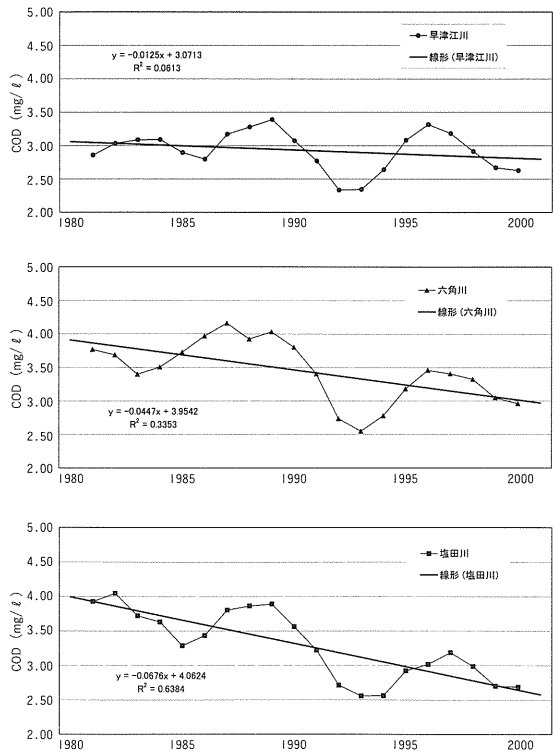 5.00
4.50
4.00
3.50
3.00
2.50
2.00
COD (mg/ℓ)
y = −0.0125x + 3.0713
R² = 0.0613
早津江川
線形 (早津江川)
1980 1985 1990 1995 2000
5.00
4.50
4.00
3.50
3.00
2.50
2.00
COD (mg/ℓ)
六角川
線形 (六角川)
y = −0.0447x + 3.9542
R² = 0.3353
1980 1985 1990 1995 2000
5.00
4.50
4.00
3.50
3.00
2.50
2.00
COD (mg/ℓ)
塩田川
線形 (塩田川)
y = −0.0676x + 4.0624
R² = 0.6384
1980 1985 1990 1995 2000